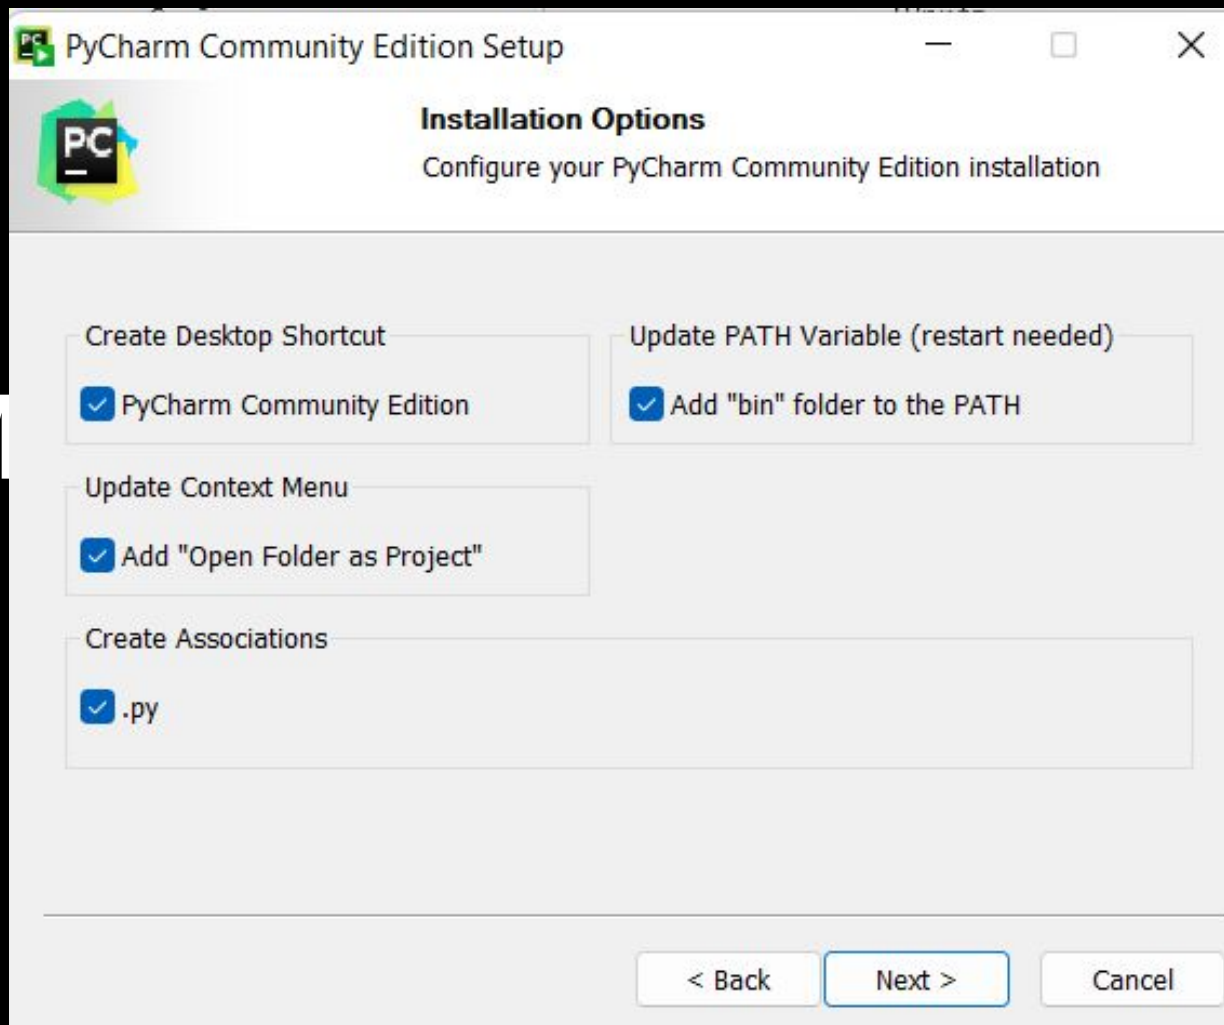 PC PyCharm Community Edition Setup
PC
Installation Options
Configure your PyCharm Community Edition installation
Create Desktop Shortcut
Update PATH Variable (restart needed)
PyCharm Community Edition
Add "bin" folder to the PATH
Update Context Menu
Add "Open Folder as Project"
Create Associations
.py
< Back
Next >
Cancel